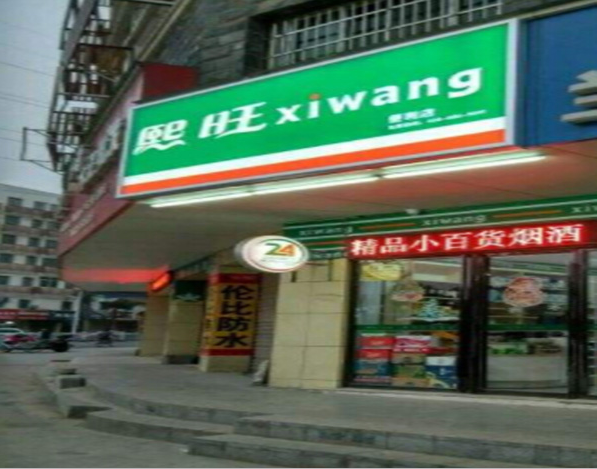 熙旺xiwang
便利店
xiwang
xiwang
24
精品小百货烟酒
伦比防水